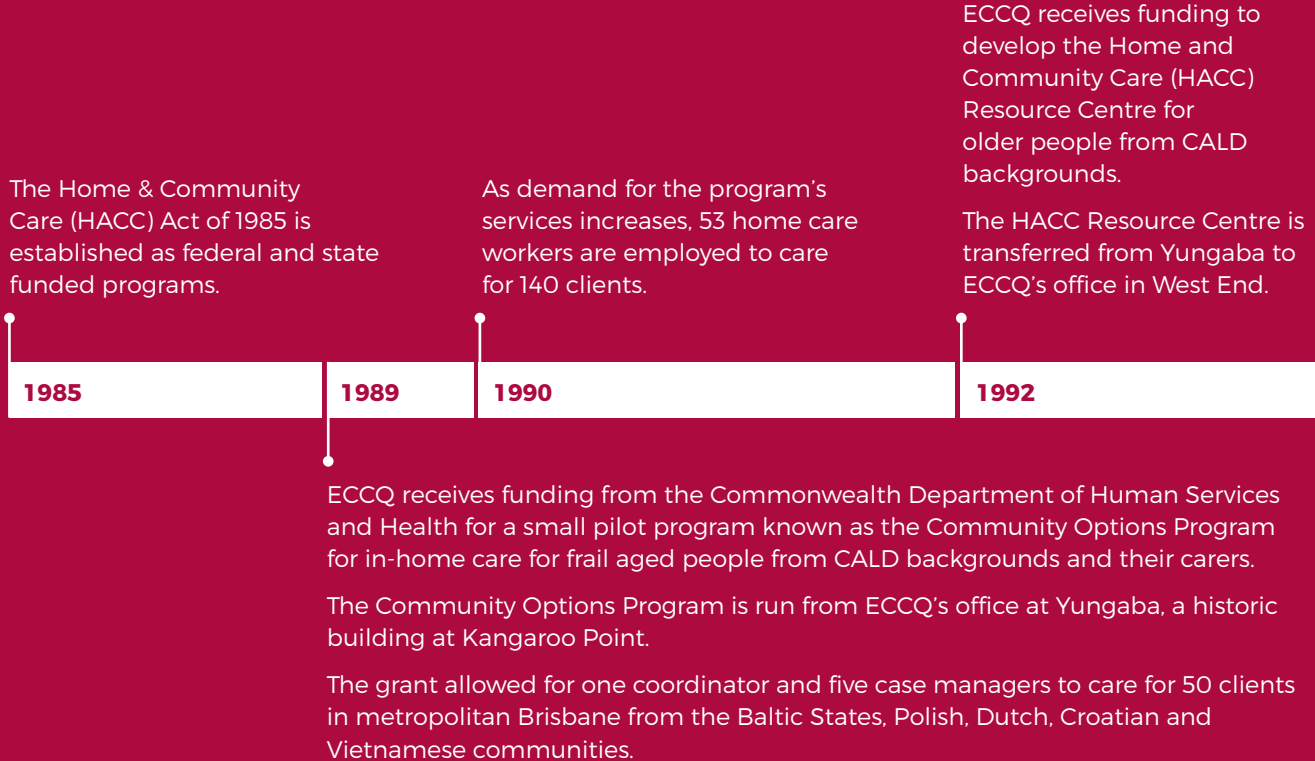 The Home & Community
Care (HACC) Act of 1985 is
established as federal and state
funded programs.
As demand for the program's
services increases, 53 home care
workers are employed to care
for 140 clients.
ECCQ receives funding to
develop the Home and
Community Care (HACC)
Resource Centre for
older people from CALD
backgrounds.
The HACC Resource Centre is
transferred from Yungaba to
ECCQ's office in West End.
1985
1989
1990
1992
ECCQ receives funding from the Commonwealth Department of Human Services
and Health for a small pilot program known as the Community Options Program
for in-home care for frail aged people from CALD backgrounds and their carers.
The Community Options Program is run from ECCQ's office at Yungaba, a historic
building at Kangaroo Point.
The grant allowed for one coordinator and five case managers to care for 50 clients
in metropolitan Brisbane from the Baltic States, Polish, Dutch, Croatian and
Vietnamese communities.